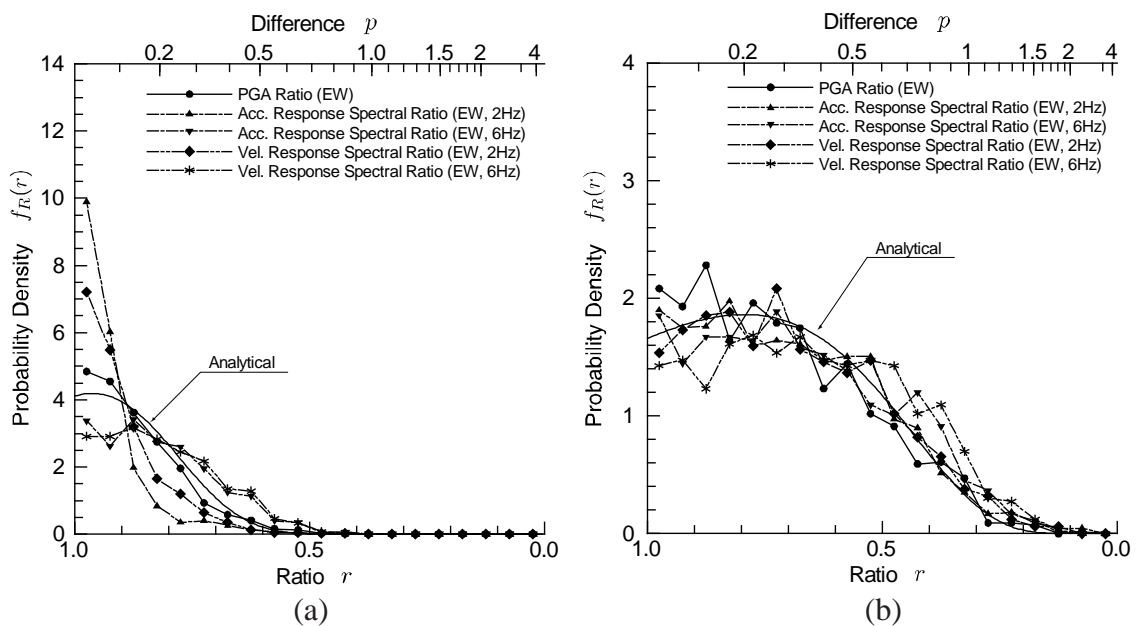 Difference p
0.2 0.5 1.0 1.5 2 4
14
12
10
8
6
4
2
0
Probability Density f_R(r)
PGA Ratio (EW)
Acc. Response Spectral Ratio (EW, 2Hz)
Acc. Response Spectral Ratio (EW, 6Hz)
Vel. Response Spectral Ratio (EW, 2Hz)
Vel. Response Spectral Ratio (EW, 6Hz)
Analytical
1.0 0.5 0.0
Ratio r
(a)
Difference p
0.2 0.5 1 1.5 2 4
4
3
2
1
0
Probability Density f_R(r)
PGA Ratio (EW)
Acc. Response Spectral Ratio (EW, 2Hz)
Acc. Response Spectral Ratio (EW, 6Hz)
Vel. Response Spectral Ratio (EW, 2Hz)
Vel. Response Spectral Ratio (EW, 6Hz)
Analytical
1.0 0.5 0.0
Ratio r
(b)